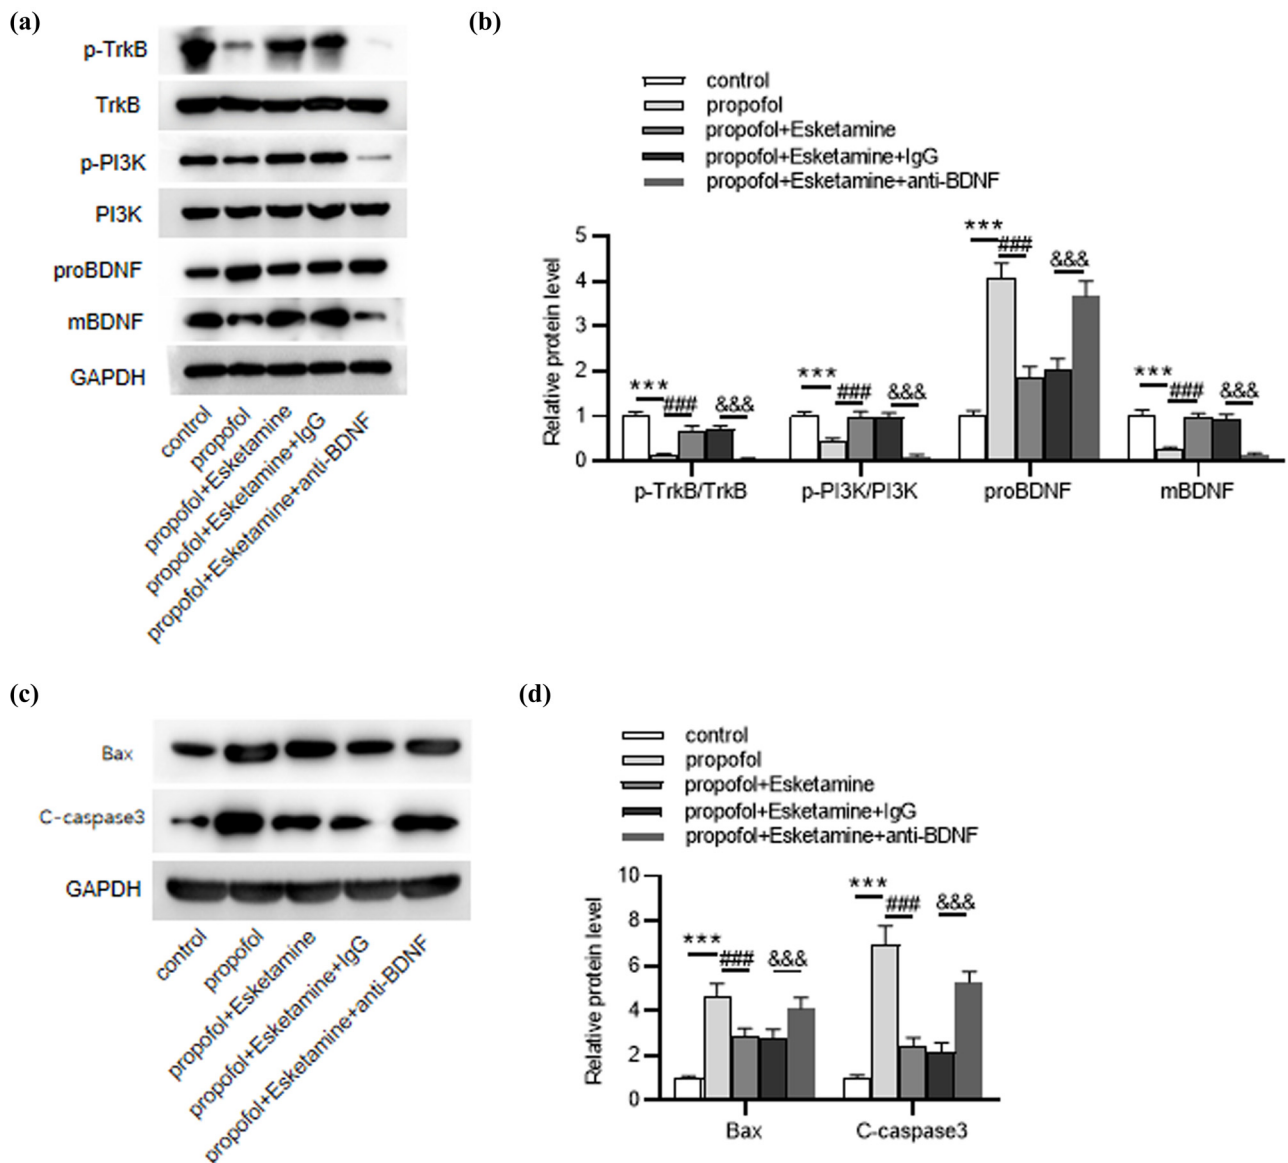 (a)
p-TrkB
TrkB
p-PI3K
PI3K
proBDNF
mBDNF
GAPDH
control
propofol
propofol+Esketamine
propofol+Esketamine+IgG
propofol+Esketamine+anti-BDNF
(b)
control
propofol
propofol+Esketamine
propofol+Esketamine+IgG
propofol+Esketamine+anti-BDNF
Relative protein level
5
4
3
2
1
0
*** ### &&&
*** ### &&&
*** ### &&&
*** ### &&&
p-TrkB/TrkB
p-PI3K/PI3K
proBDNF
mBDNF
(c)
Bax
C-caspase3
GAPDH
control
propofol
propofol+Esketamine
propofol+Esketamine+IgG
propofol+Esketamine+anti-BDNF
(d)
control
propofol
propofol+Esketamine
propofol+Esketamine+IgG
propofol+Esketamine+anti-BDNF
Relative protein level
10
8
6
4
2
0
*** ### &&&
*** ### &&&
Bax
C-caspase3